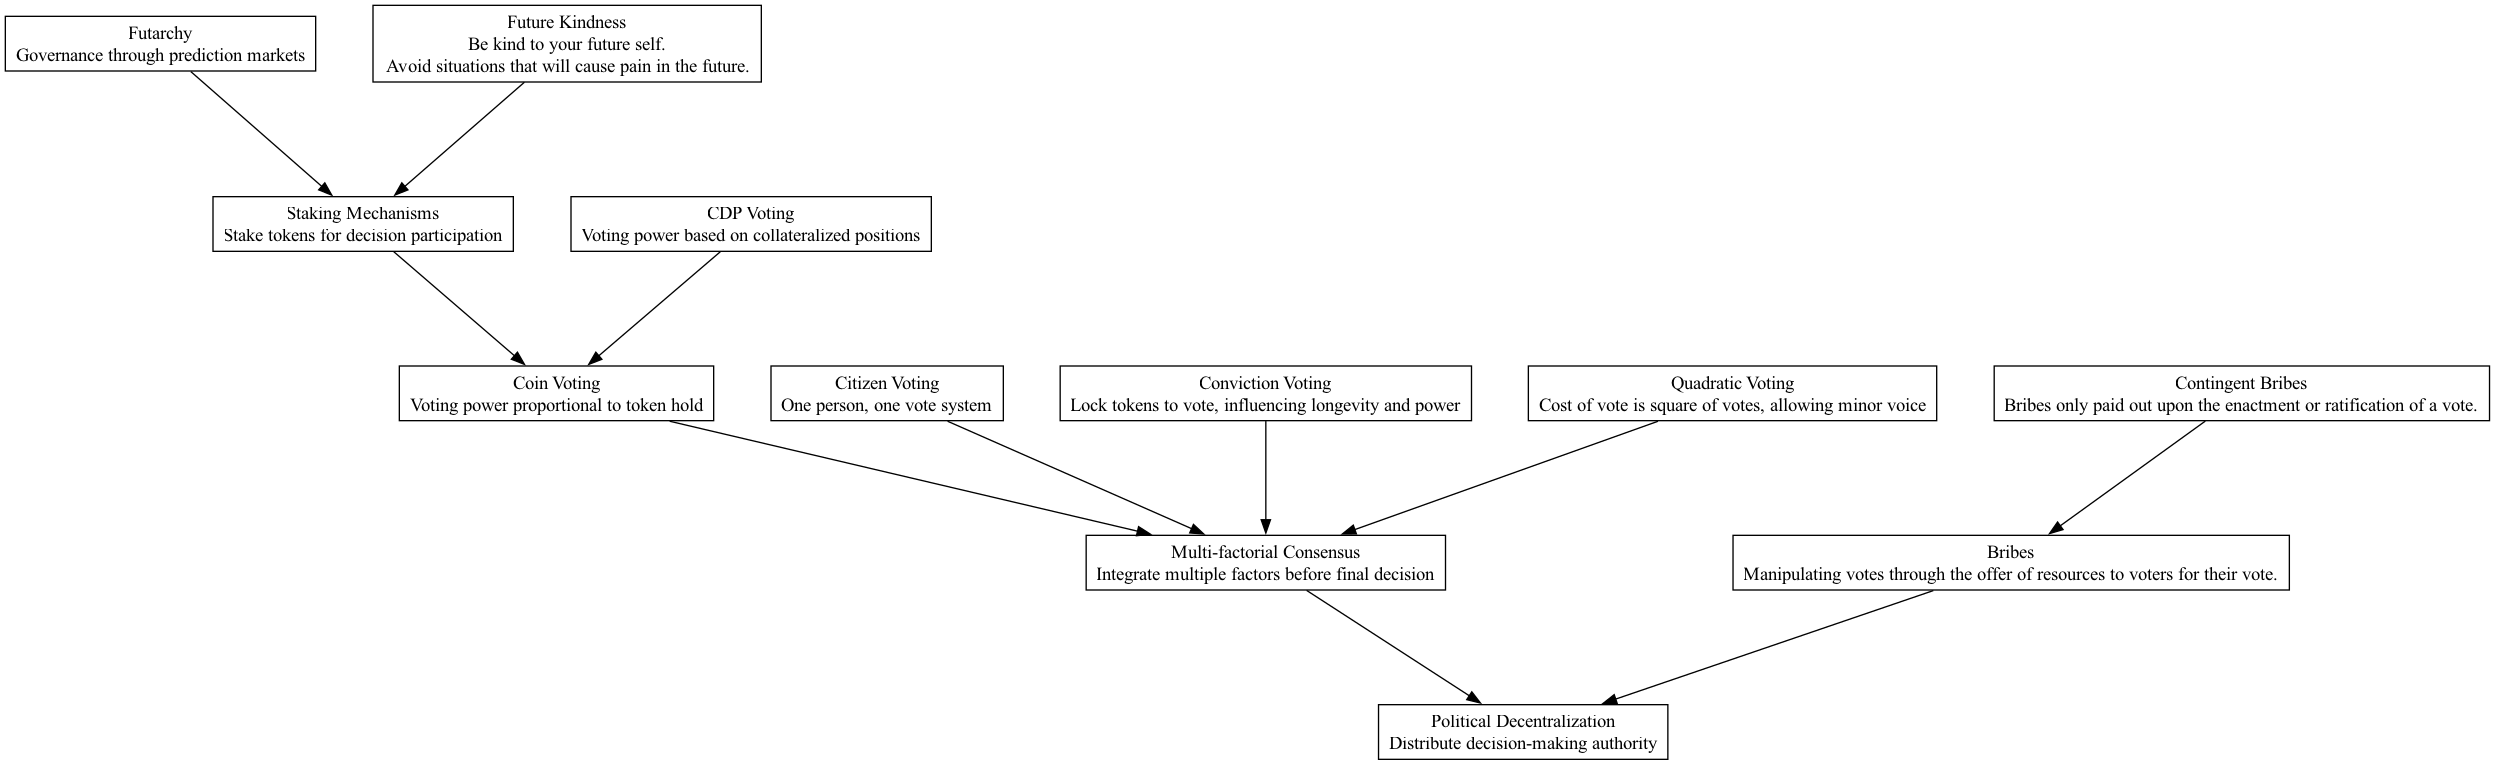 Futarchy
Governance through prediction markets
Future Kindness
Be kind to your future self.
Avoid situations that will cause pain in the future.
Staking Mechanisms
Stake tokens for decision participation
CDP Voting
Voting power based on collateralized positions
Coin Voting
Voting power proportional to token hold
Citizen Voting
One person, one vote system
Conviction Voting
Lock tokens to vote, influencing longevity and power
Quadratic Voting
Cost of vote is square of votes, allowing minor voice
Contingent Bribes
Bribes only paid out upon the enactment or ratification of a vote.
Multi-factorial Consensus
Integrate multiple factors before final decision
Bribes
Manipulating votes through the offer of resources to voters for their vote.
Political Decentralization
Distribute decision-making authority